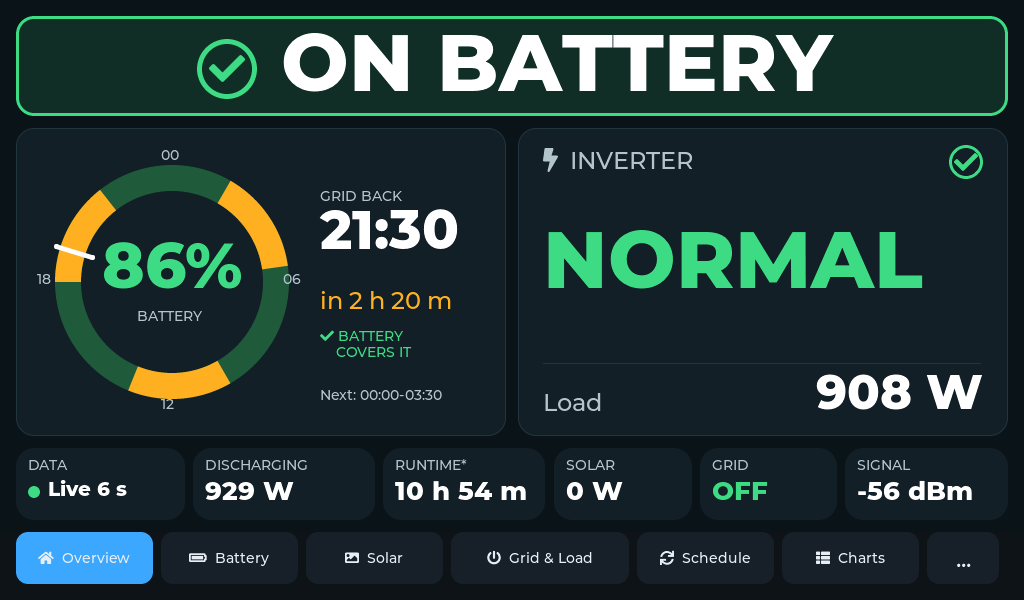 ON BATTERY
00
06
12
18
86%
BATTERY
GRID BACK
21:30
in 2 h 20 m
BATTERY
COVERS IT
Next: 00:00-03:30
INVERTER
NORMAL
Load
908 W
DATA
Live 6 s
DISCHARGING
929 W
RUNTIME*
10 h 54 m
SOLAR
0 W
GRID
OFF
SIGNAL
-56 dBm
Overview
Battery
Solar
Grid & Load
Schedule
Charts
...